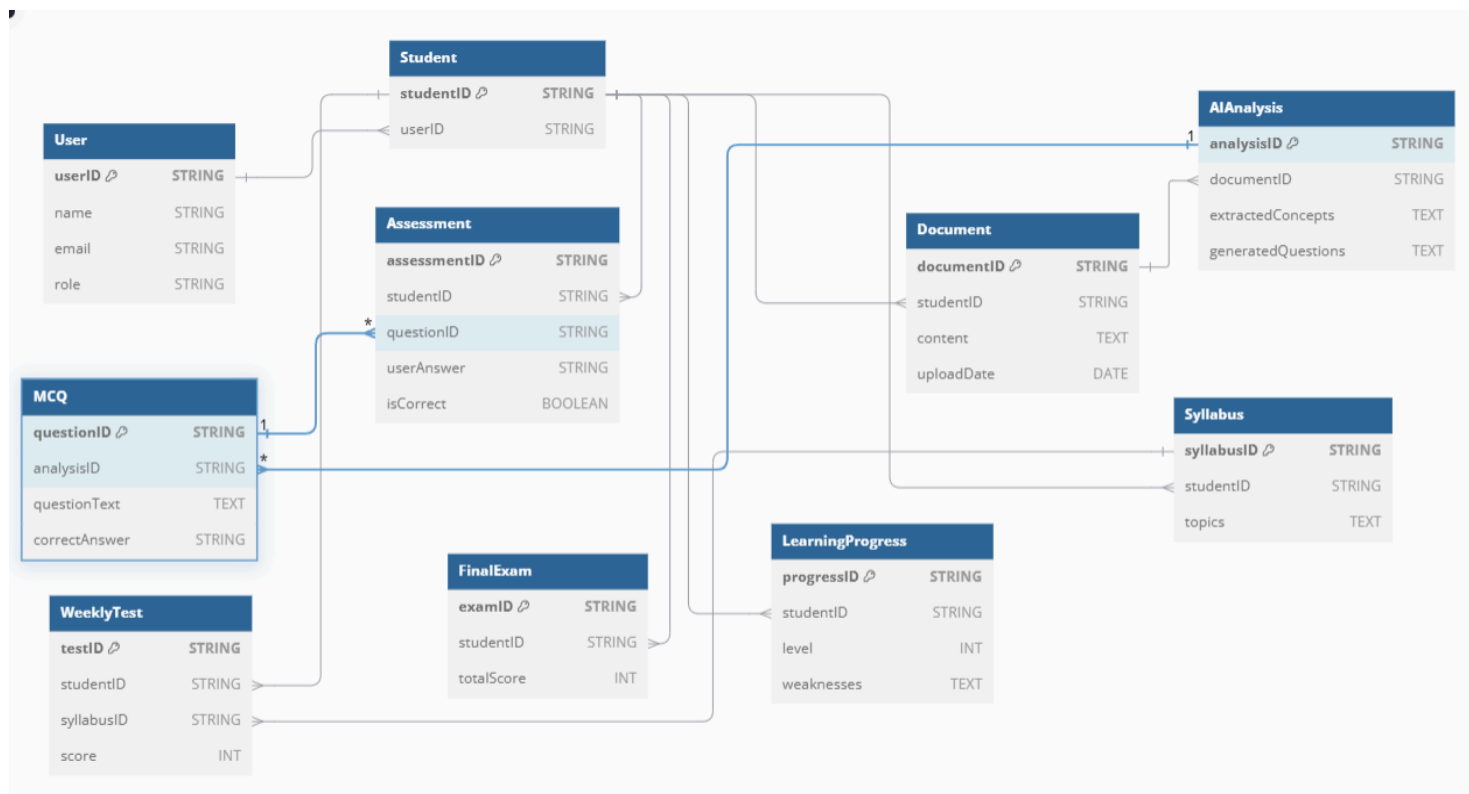 Student
studentID STRING
userID STRING
User
userID STRING
name STRING
email STRING
role STRING
AIAnalysis
analysisID STRING
documentID STRING
extractedConcepts TEXT
generatedQuestions TEXT
1
Assessment
assessmentID STRING
studentID STRING
questionID STRING
userAnswer STRING
isCorrect BOOLEAN
*
Document
documentID STRING
studentID STRING
content TEXT
uploadDate DATE
MCQ
questionID STRING
analysisID STRING
questionText TEXT
correctAnswer STRING
1
*
Syllabus
syllabusID STRING
studentID STRING
topics TEXT
LearningProgress
progressID STRING
studentID STRING
level INT
weaknesses TEXT
FinalExam
examID STRING
studentID STRING
totalScore INT
WeeklyTest
testID STRING
studentID STRING
syllabusID STRING
score INT